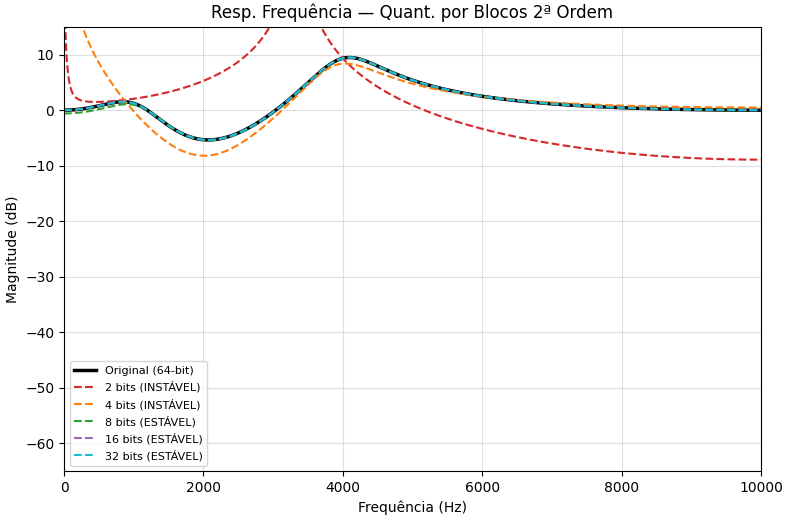 Resp. Frequência — Quant. por Blocos 2ª Ordem
Magnitude (dB)
10
0
−10
−20
−30
−40
−50
−60
Original (64-bit)
2 bits (INSTÁVEL)
4 bits (INSTÁVEL)
8 bits (ESTÁVEL)
16 bits (ESTÁVEL)
32 bits (ESTÁVEL)
0 2000 4000 6000 8000 10000
Frequência (Hz)